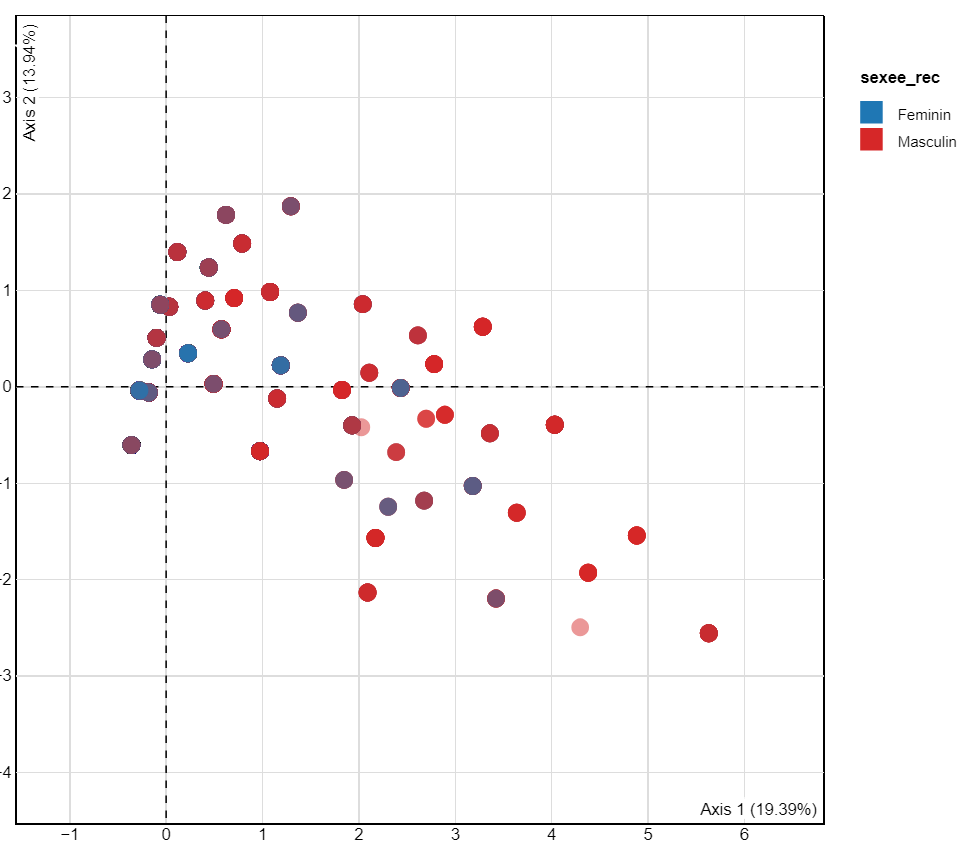 Axis 2 (13.94%)
3
2
1
0
-1
-2
-3
-4
Axis 1 (19.39%)
−1 0 1 2 3 4 5 6
sexee_rec
Feminin
Masculin